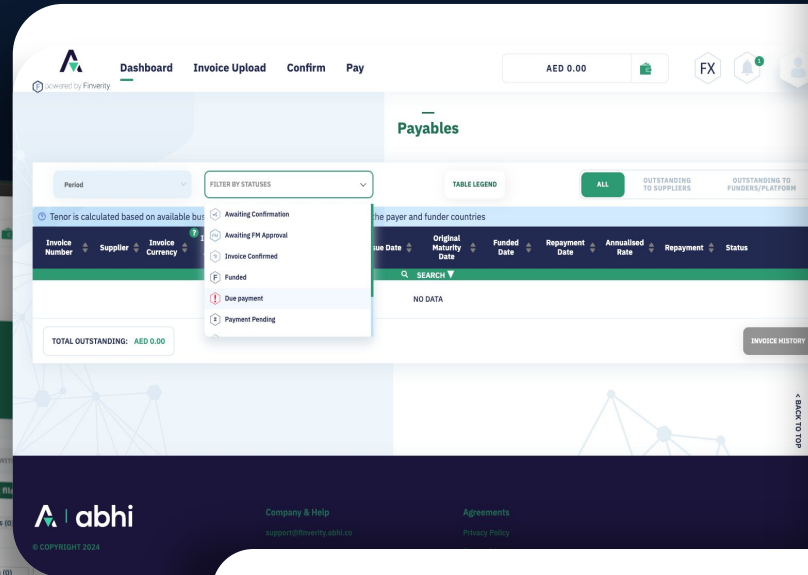 Dashboard Invoice Upload Confirm Pay AED 0.00 FX 1
F powered by Finverity
Payables
Period
FILTER BY STATUSES
TABLE LEGEND
ALL
OUTSTANDING TO SUPPLIERS
OUTSTANDING TO FUNDERS/PLATFORM
Tenor is calculated based on available bus
the payer and funder countries
Invoice Number
Supplier
Invoice Currency
?
ue Date
Original Maturity Date
Funded Date
Repayment Date
Annualised Rate
Repayment
Status
SEARCH
NO DATA
Awaiting Confirmation
FM Awaiting FM Approval
Invoice Confirmed
F Funded
! Due payment
Payment Pending
TOTAL OUTSTANDING: AED 0.00
INVOICE HISTORY
< BACK TO TOP
abhi
© COPYRIGHT 2024
Company & Help
support@finverity.abhi.co
Agreements
Privacy Policy